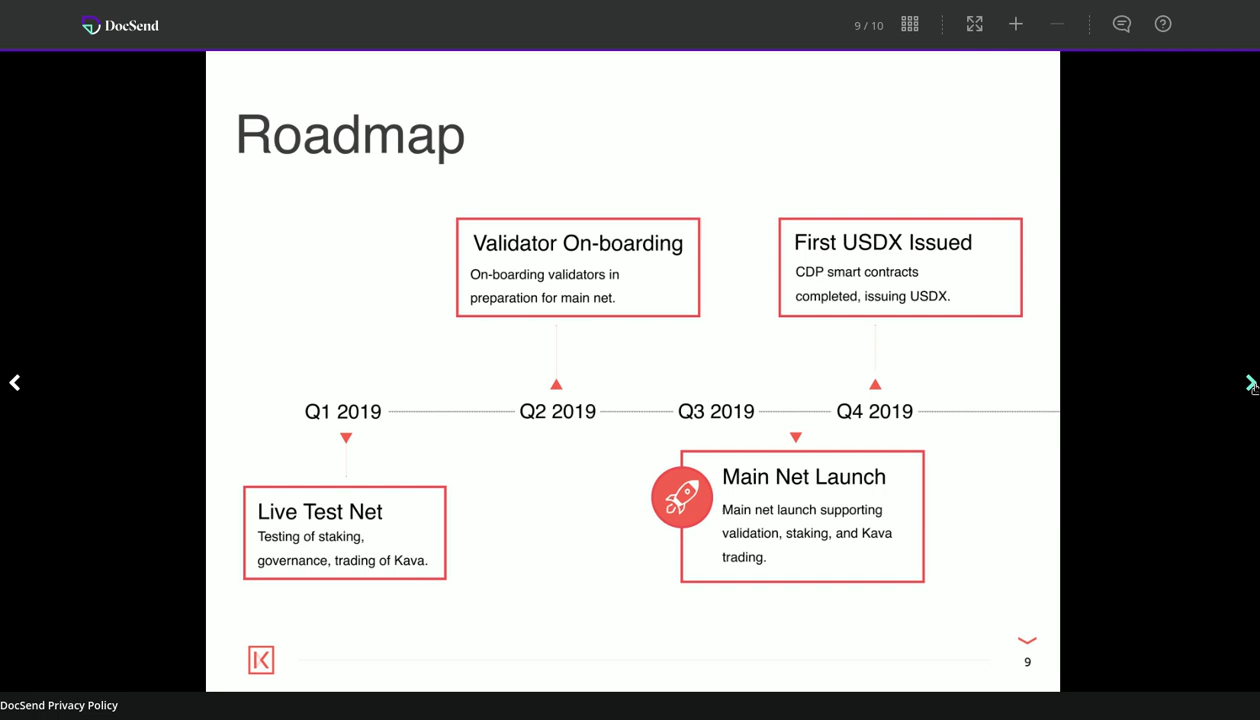 DocSend
9 / 10
Roadmap
Validator On-boarding
On-boarding validators in
preparation for main net.
First USDX Issued
CDP smart contracts
completed, issuing USDX.
Q1 2019
Q2 2019
Q3 2019
Q4 2019
Live Test Net
Testing of staking,
governance, trading of Kava.
Main Net Launch
Main net launch supporting
validation, staking, and Kava
trading.
9
DocSend Privacy Policy